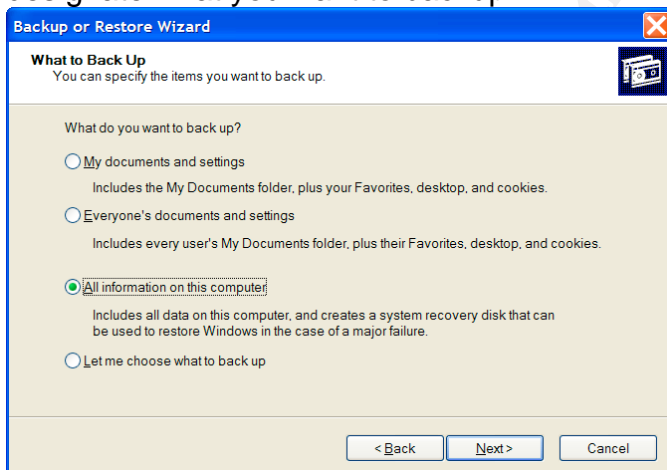 Backup or Restore Wizard
What to Back Up
You can specify the items you want to back up.
What do you want to back up?
My documents and settings
Includes the My Documents folder, plus your Favorites, desktop, and cookies.
Everyone's documents and settings
Includes every user's My Documents folder, plus their Favorites, desktop, and cookies.
All information on this computer
Includes all data on this computer, and creates a system recovery disk that can
be used to restore Windows in the case of a major failure.
Let me choose what to back up
< Back Next > Cancel